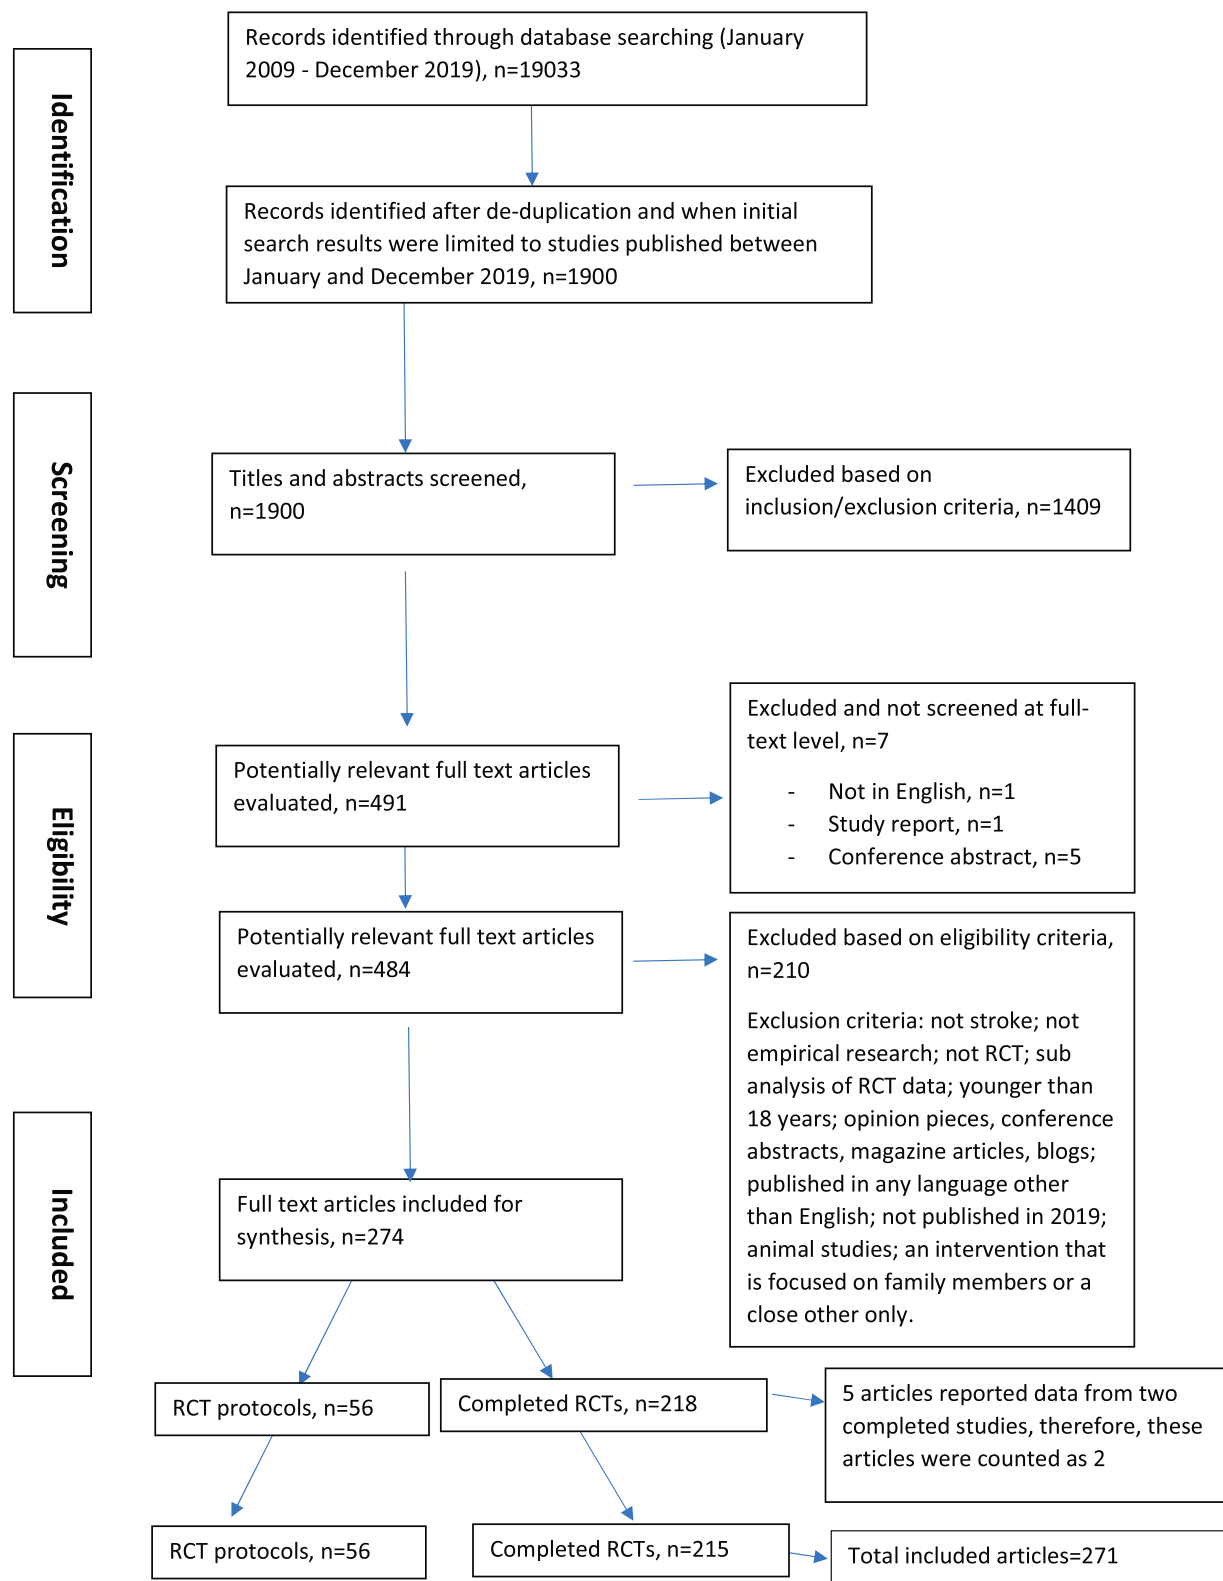 Identification
Records identified through database searching (January
2009 - December 2019), n=19033
Records identified after de-duplication and when initial
search results were limited to studies published between
January and December 2019, n=1900
Screening
Titles and abstracts screened,
n=1900
Excluded based on
inclusion/exclusion criteria, n=1409
Eligibility
Potentially relevant full text articles
evaluated, n=491
Excluded and not screened at full-
text level, n=7
- Not in English, n=1
- Study report, n=1
- Conference abstract, n=5
Potentially relevant full text articles
evaluated, n=484
Excluded based on eligibility criteria,
n=210
Exclusion criteria: not stroke; not
empirical research; not RCT; sub
analysis of RCT data; younger than
18 years; opinion pieces, conference
abstracts, magazine articles, blogs;
published in any language other
than English; not published in 2019;
animal studies; an intervention that
is focused on family members or a
close other only.
Included
Full text articles included for
synthesis, n=274
RCT protocols, n=56
Completed RCTs, n=218
5 articles reported data from two
completed studies, therefore, these
articles were counted as 2
RCT protocols, n=56
Completed RCTs, n=215
Total included articles=271